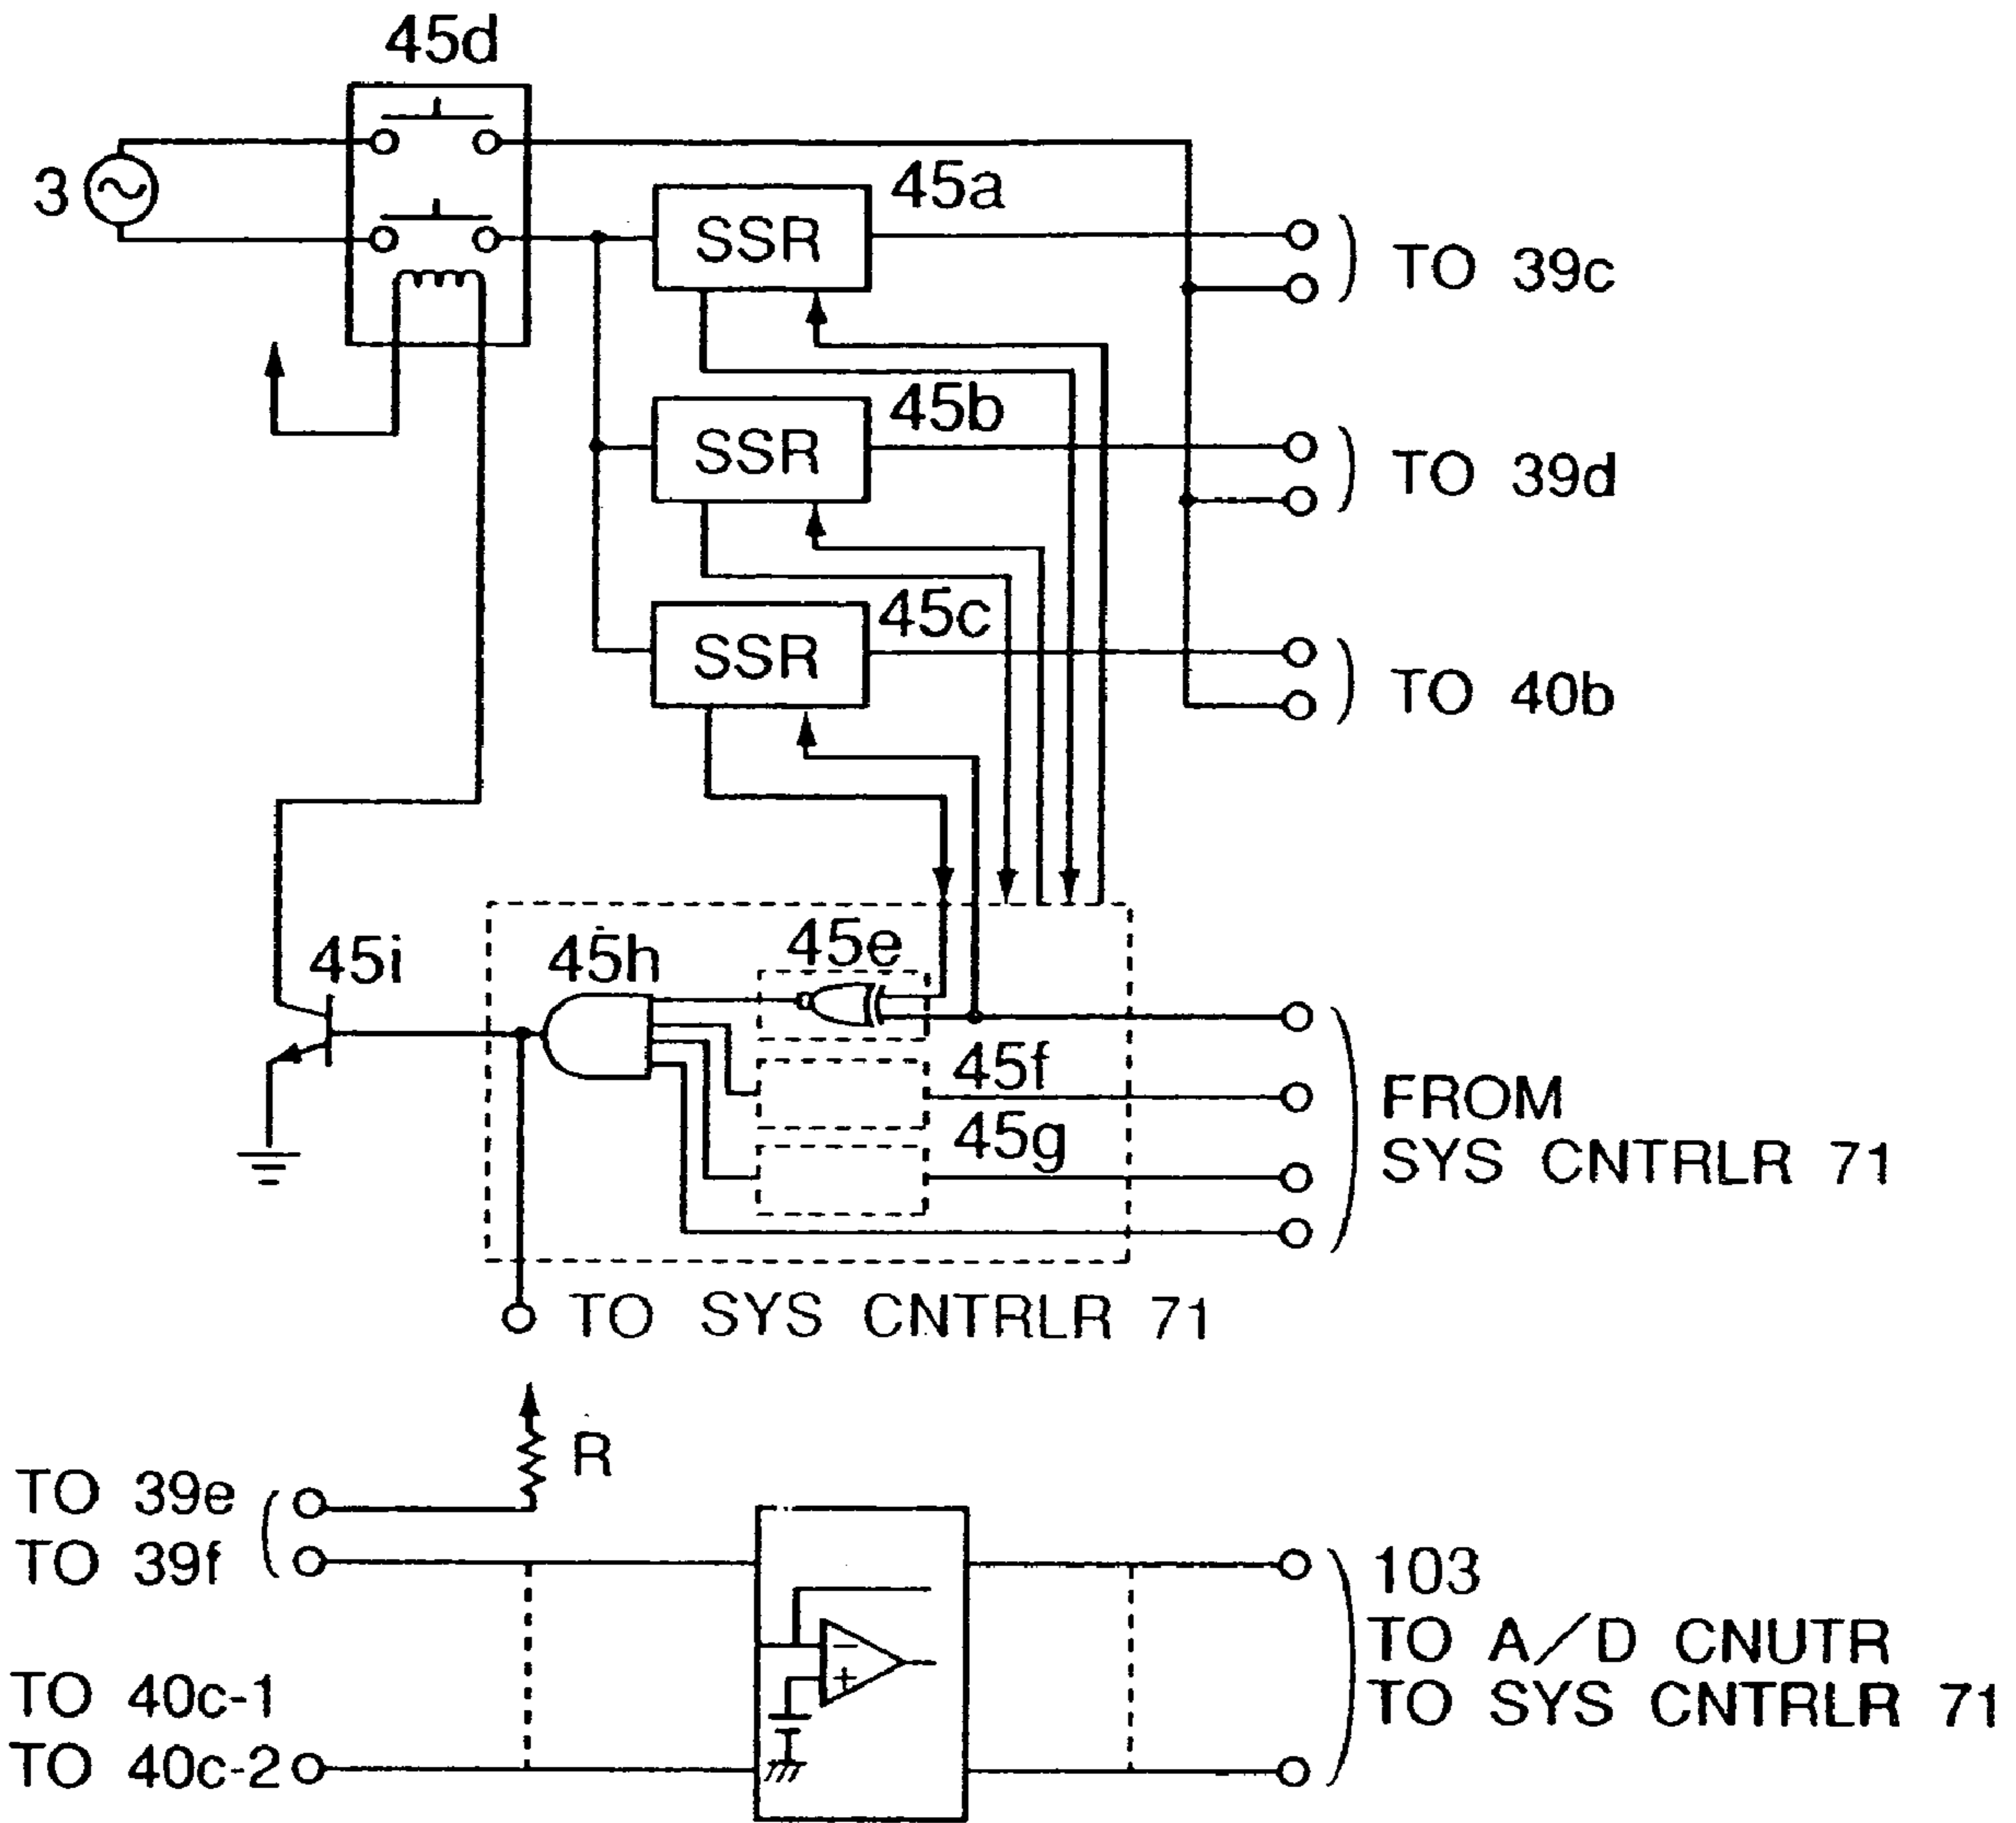 45d
3
45a
SSR
TO 39c
45b
SSR
TO 39d
45c
SSR
TO 40b
45i
45h
45e
45f
45g
FROM
SYS CNTRLR 71
TO SYS CNTRLR 71
R
TO 39e
TO 39f
−
+
TO 40c-1
TO 40c-2
103
TO A/D CNUTR
TO SYS CNTRLR 71